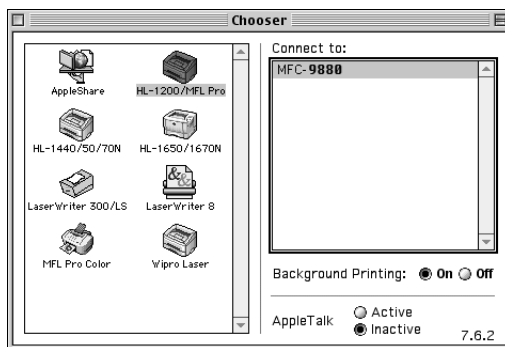 Chooser
AppleShare
HL-1200/MFL Pro
HL-1440/50/70N
HL-1650/1670N
LaserWriter 300/LS
LaserWriter 8
MFL Pro Color
Wipro Laser
Connect to:
MFC-9880
Background Printing: On Off
AppleTalk
Active
Inactive
7.6.2